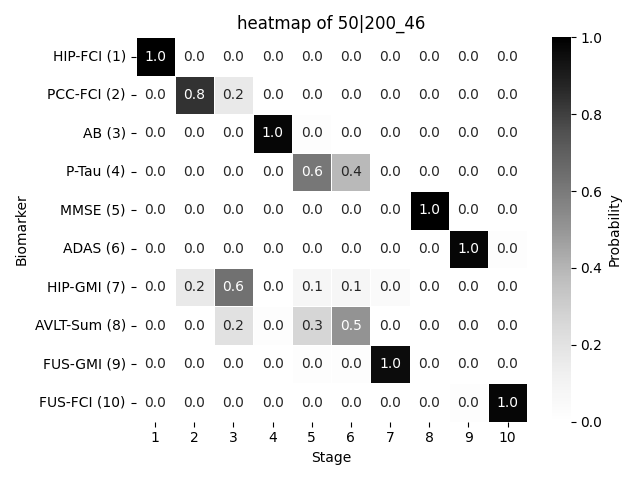 heatmap of 50|200_46
HIP-FCI (1) 1.0 0.0 0.0 0.0 0.0 0.0 0.0 0.0 0.0 0.0
PCC-FCI (2) 0.0 0.8 0.2 0.0 0.0 0.0 0.0 0.0 0.0 0.0
AB (3) 0.0 0.0 0.0 1.0 0.0 0.0 0.0 0.0 0.0 0.0
P-Tau (4) 0.0 0.0 0.0 0.0 0.6 0.4 0.0 0.0 0.0 0.0
MMSE (5) 0.0 0.0 0.0 0.0 0.0 0.0 0.0 1.0 0.0 0.0
ADAS (6) 0.0 0.0 0.0 0.0 0.0 0.0 0.0 0.0 1.0 0.0
HIP-GMI (7) 0.0 0.2 0.6 0.0 0.1 0.1 0.0 0.0 0.0 0.0
AVLT-Sum (8) 0.0 0.0 0.2 0.0 0.3 0.5 0.0 0.0 0.0 0.0
FUS-GMI (9) 0.0 0.0 0.0 0.0 0.0 0.0 1.0 0.0 0.0 0.0
FUS-FCI (10) 0.0 0.0 0.0 0.0 0.0 0.0 0.0 0.0 0.0 1.0
1 2 3 4 5 6 7 8 9 10
Stage
Biomarker
1.0
0.8
0.6
0.4
0.2
0.0
Probability